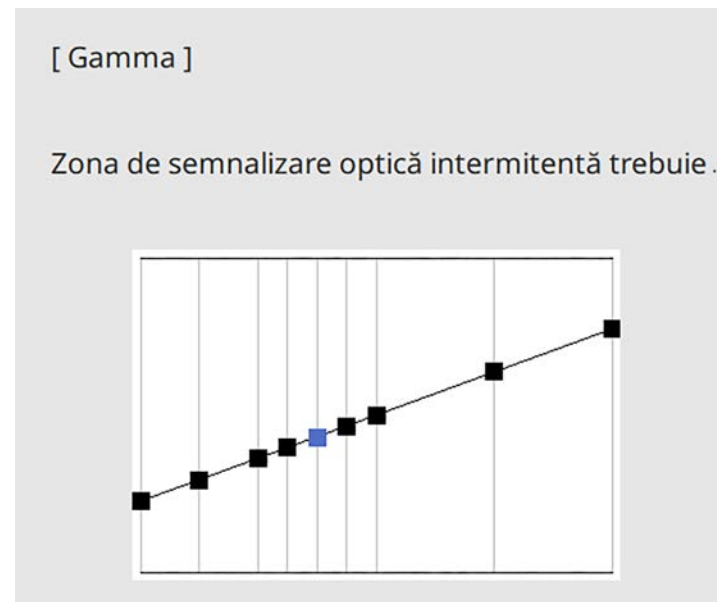 [ Gamma ]
Zona de semnalizare optică intermitentă trebuie